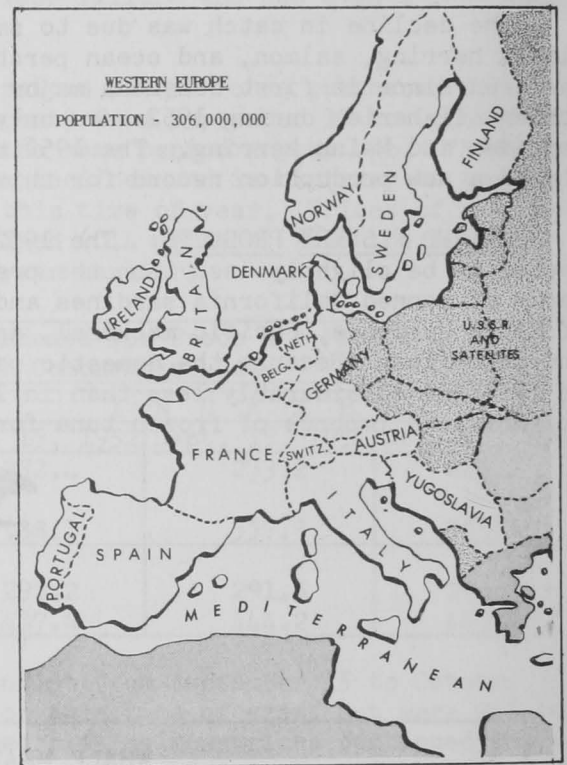 WESTERN EUROPE
POPULATION 306,000,000
FINLAND
NORWAY
SWEDEN
DENMARK
IRELAND
BRITAIN
U.S.S.R.
AND
SATELITES
NETH.
BELG.
GERMANY
FRANCE
SWITZ.
AUSTRIA
YUGOSLAVIA
ITALY
PORTUGAL
SPAIN
MEDITERRANEAN